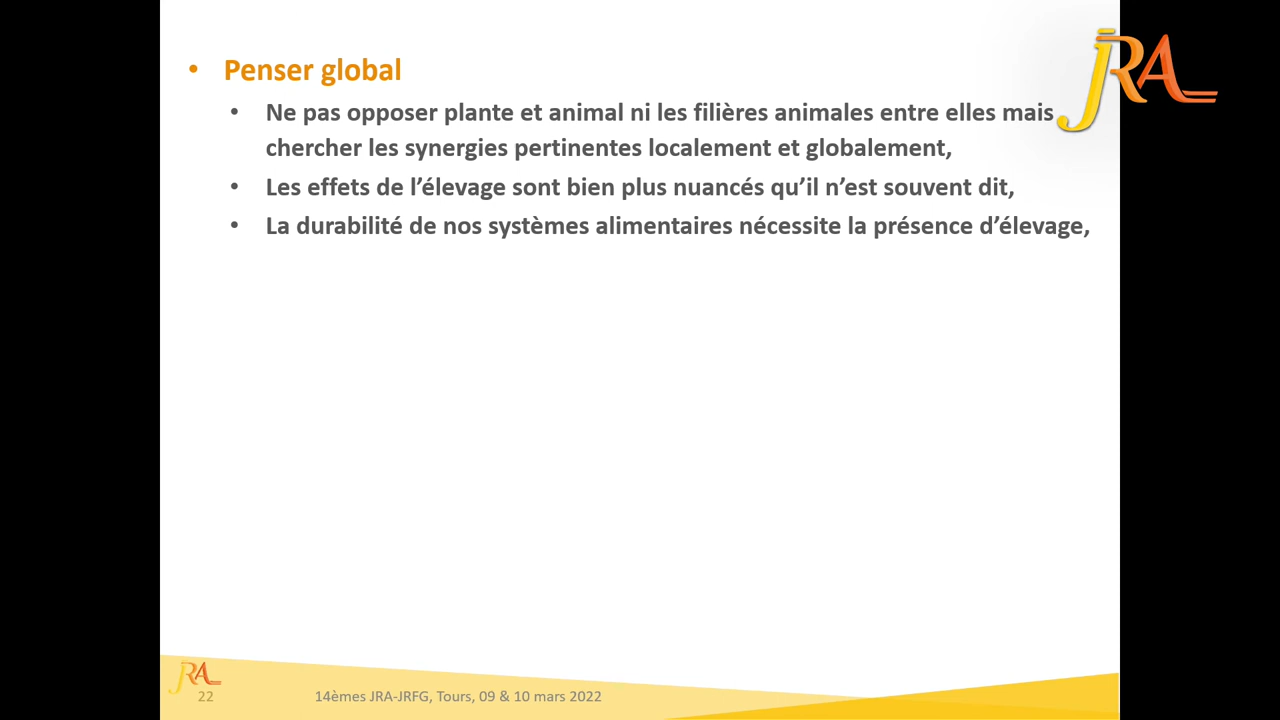 JRA
• Penser global
• Ne pas opposer plante et animal ni les filières animales entre elles mais
chercher les synergies pertinentes localement et globalement,
• Les effets de l’élevage sont bien plus nuancés qu’il n’est souvent dit,
• La durabilité de nos systèmes alimentaires nécessite la présence d’élevage,
JRA
22
14èmes JRA-JRFG, Tours, 09 & 10 mars 2022